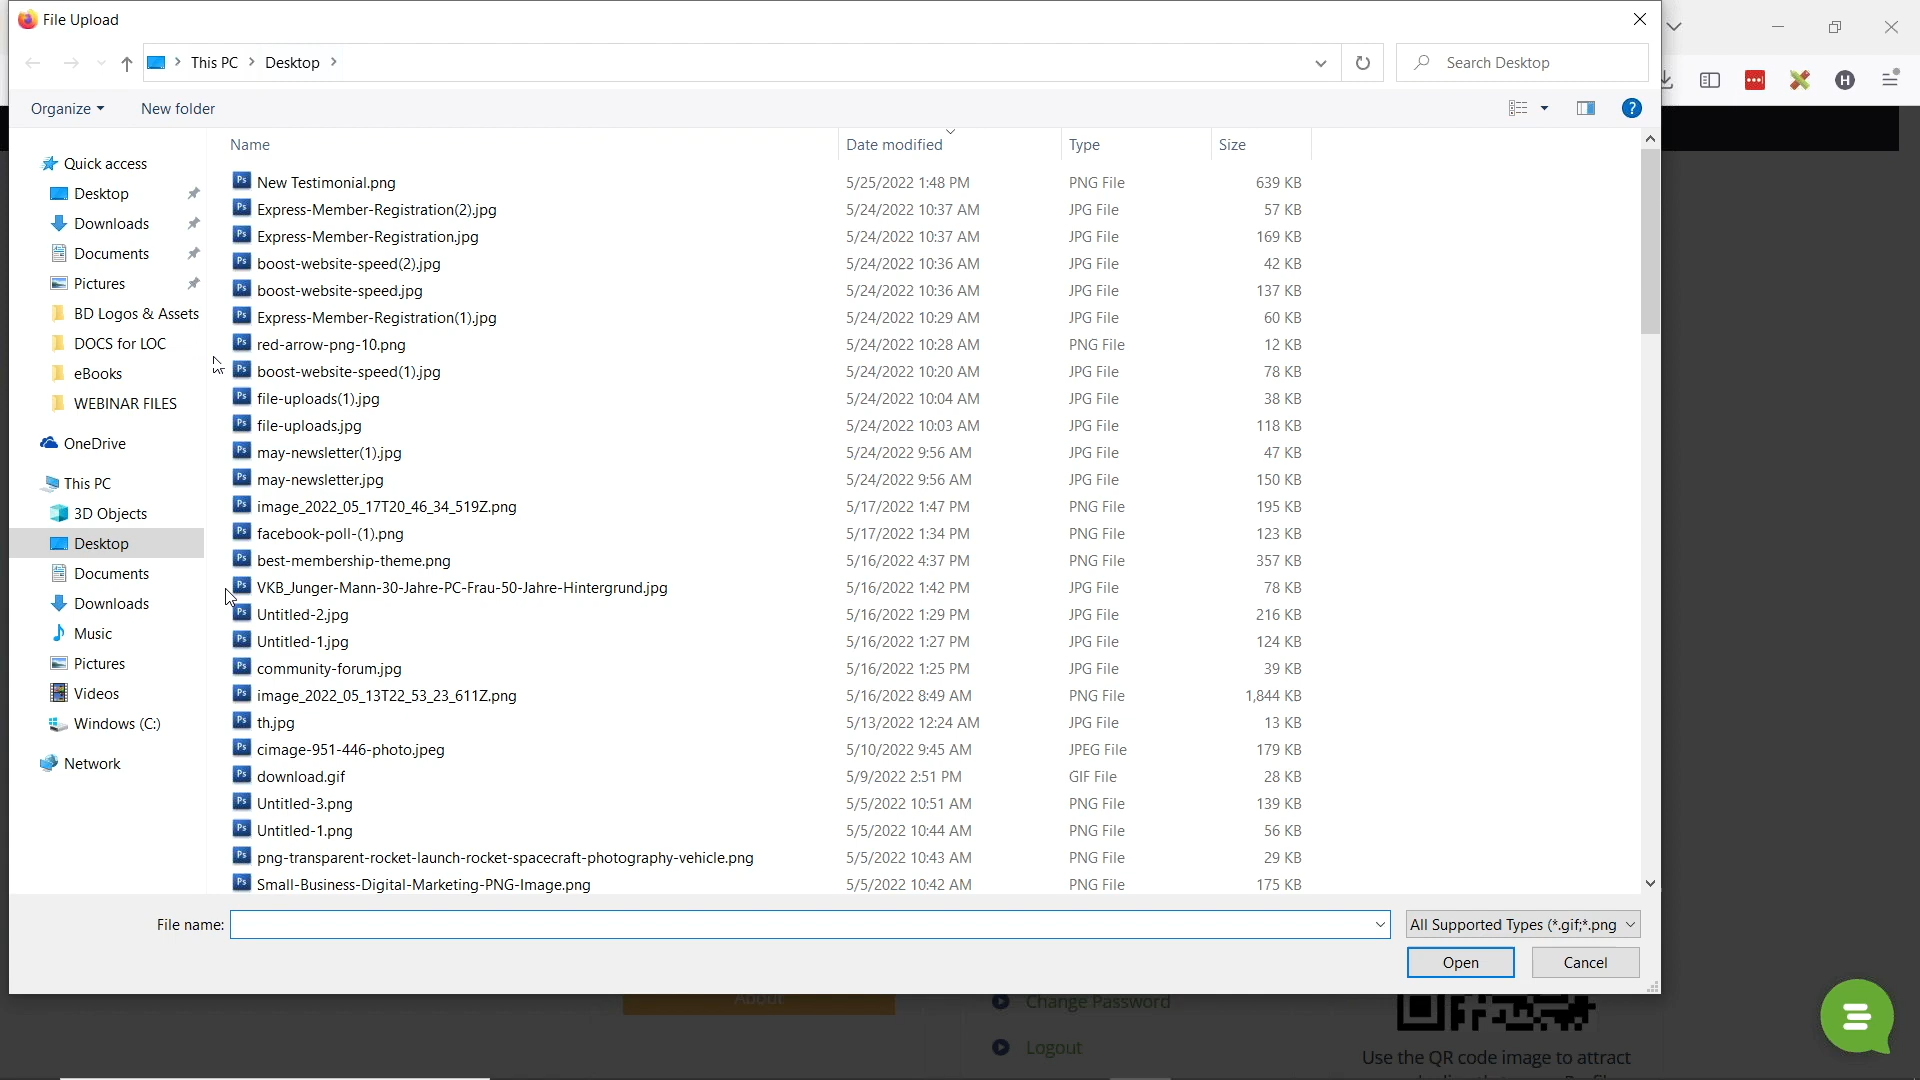 File Upload
This PC Desktop
Search Desktop
Organize New folder
Name Date modified Type Size
Quick access
Desktop
Downloads
Documents
Pictures
BD Logos & Assets
DOCS for LOC
eBooks
WEBINAR FILES
OneDrive
This PC
3D Objects
Desktop
Documents
Downloads
Music
Pictures
Videos
Windows (C:)
Network
New Testimonial.png 5/25/2022 1:48 PM PNG File 639 KB
Express-Member-Registration(2).jpg 5/24/2022 10:37 AM JPG File 57 KB
Express-Member-Registration.jpg 5/24/2022 10:37 AM JPG File 169 KB
boost-website-speed(2).jpg 5/24/2022 10:36 AM JPG File 42 KB
boost-website-speed.jpg 5/24/2022 10:36 AM JPG File 137 KB
Express-Member-Registration(1).jpg 5/24/2022 10:29 AM JPG File 60 KB
red-arrow-png-10.png 5/24/2022 10:28 AM PNG File 12 KB
boost-website-speed(1).jpg 5/24/2022 10:20 AM JPG File 78 KB
file-uploads(1).jpg 5/24/2022 10:04 AM JPG File 38 KB
file-uploads.jpg 5/24/2022 10:03 AM JPG File 118 KB
may-newsletter(1).jpg 5/24/2022 9:56 AM JPG File 47 KB
may-newsletter.jpg 5/24/2022 9:56 AM JPG File 150 KB
image_2022_05_17T20_46_34_519Z.png 5/17/2022 1:47 PM PNG File 195 KB
facebook-poll-(1).png 5/17/2022 1:34 PM PNG File 123 KB
best-membership-theme.png 5/16/2022 4:37 PM PNG File 357 KB
VKB_Junger-Mann-30-Jahre-PC-Frau-50-Jahre-Hintergrund.jpg 5/16/2022 1:42 PM JPG File 78 KB
Untitled-2.jpg 5/16/2022 1:29 PM JPG File 216 KB
Untitled-1.jpg 5/16/2022 1:27 PM JPG File 124 KB
community-forum.jpg 5/16/2022 1:25 PM JPG File 39 KB
image_2022_05_13T22_53_23_611Z.png 5/16/2022 8:49 AM PNG File 1,844 KB
th.jpg 5/13/2022 12:24 AM JPG File 13 KB
cimage-951-446-photo.jpeg 5/10/2022 9:45 AM JPEG File 179 KB
download.gif 5/9/2022 2:51 PM GIF File 28 KB
Untitled-3.png 5/5/2022 10:51 AM PNG File 139 KB
Untitled-1.png 5/5/2022 10:44 AM PNG File 56 KB
png-transparent-rocket-launch-rocket-spacecraft-photography-vehicle.png 5/5/2022 10:43 AM PNG File 29 KB
Small-Business-Digital-Marketing-PNG-Image.png 5/5/2022 10:42 AM PNG File 175 KB
File name: All Supported Types (*.gif;*.png
Open Cancel
About
Change Password
Logout
Use the QR code image to attract